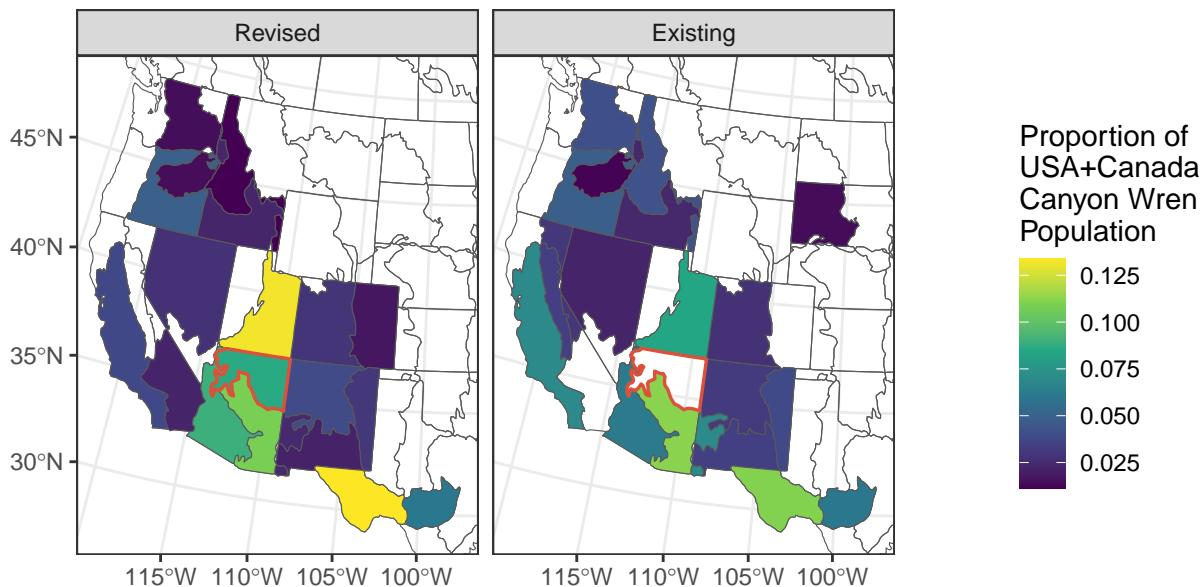 Revised
Existing
45°N
40°N
35°N
30°N
115°W 110°W 105°W 100°W
115°W 110°W 105°W 100°W
Proportion of
USA+Canada
Canyon Wren
Population
0.125
0.100
0.075
0.050
0.025